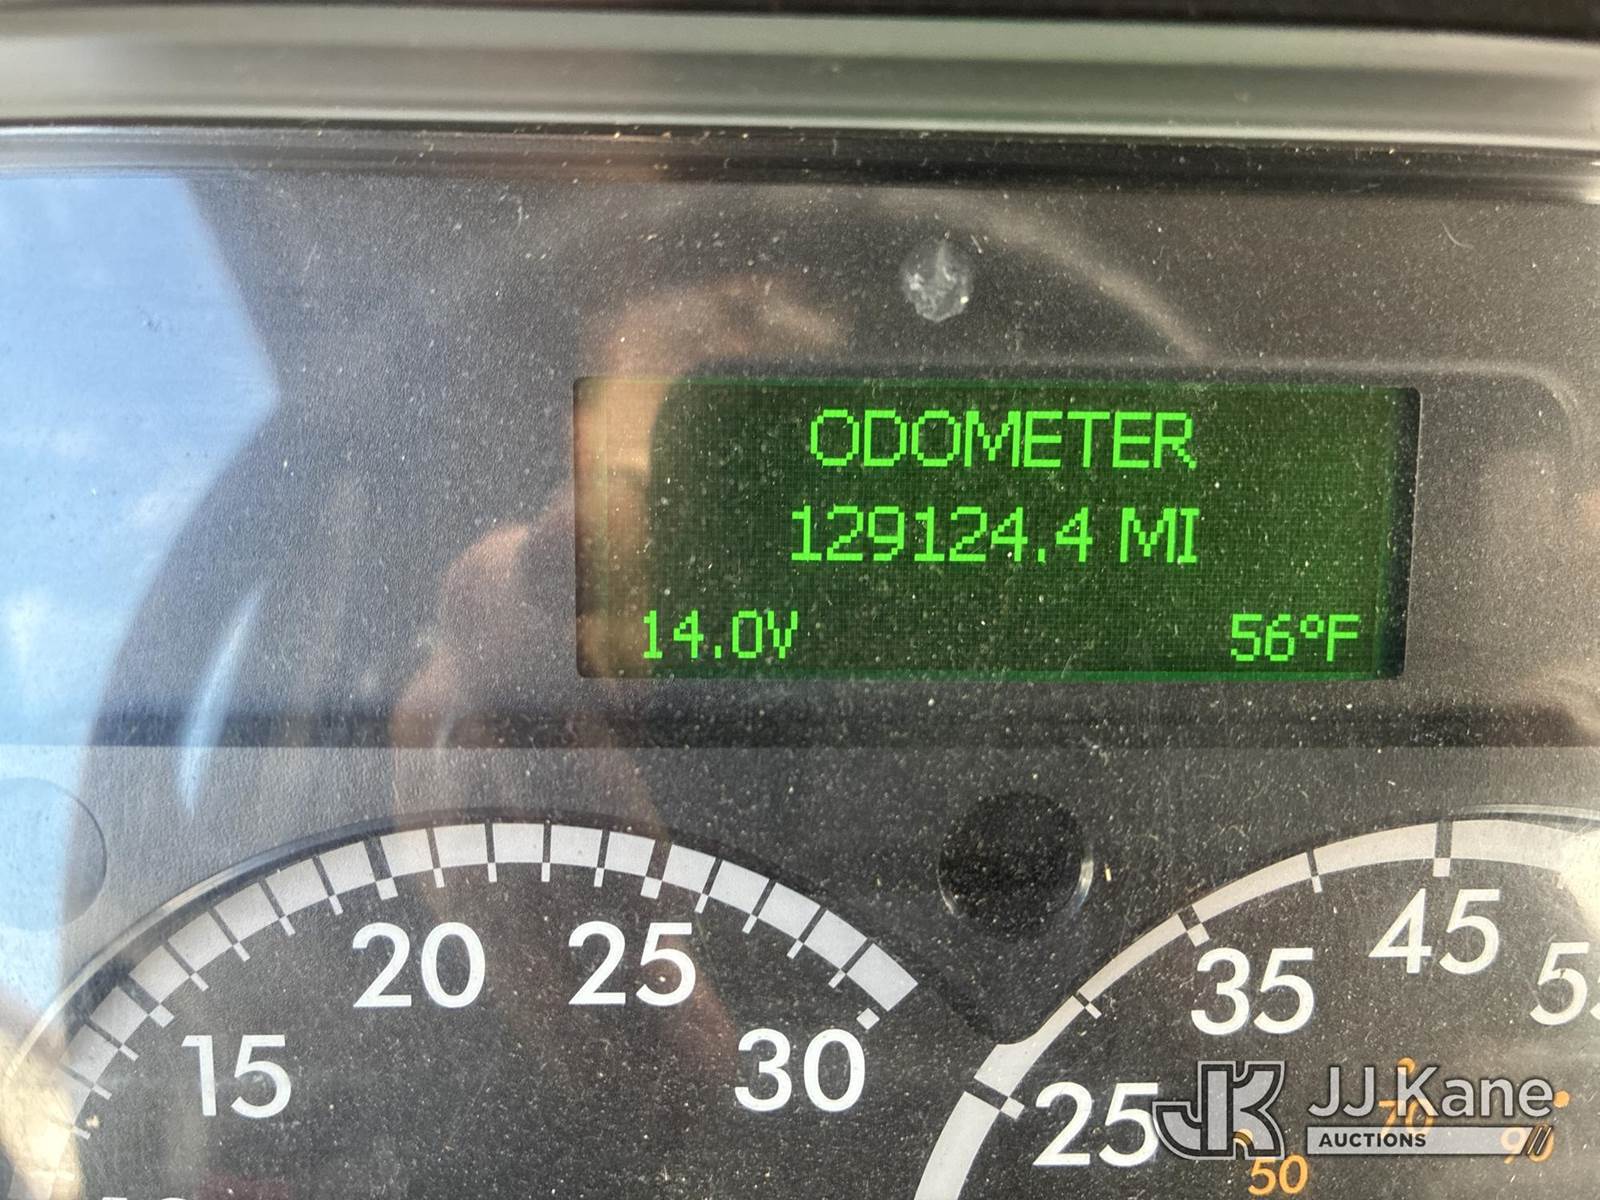 ODOMETER
129124.4 MI
14.0V 56°F
15 20 25 30
25 35 45
50 70 90
JJ Kane
AUCTIONS